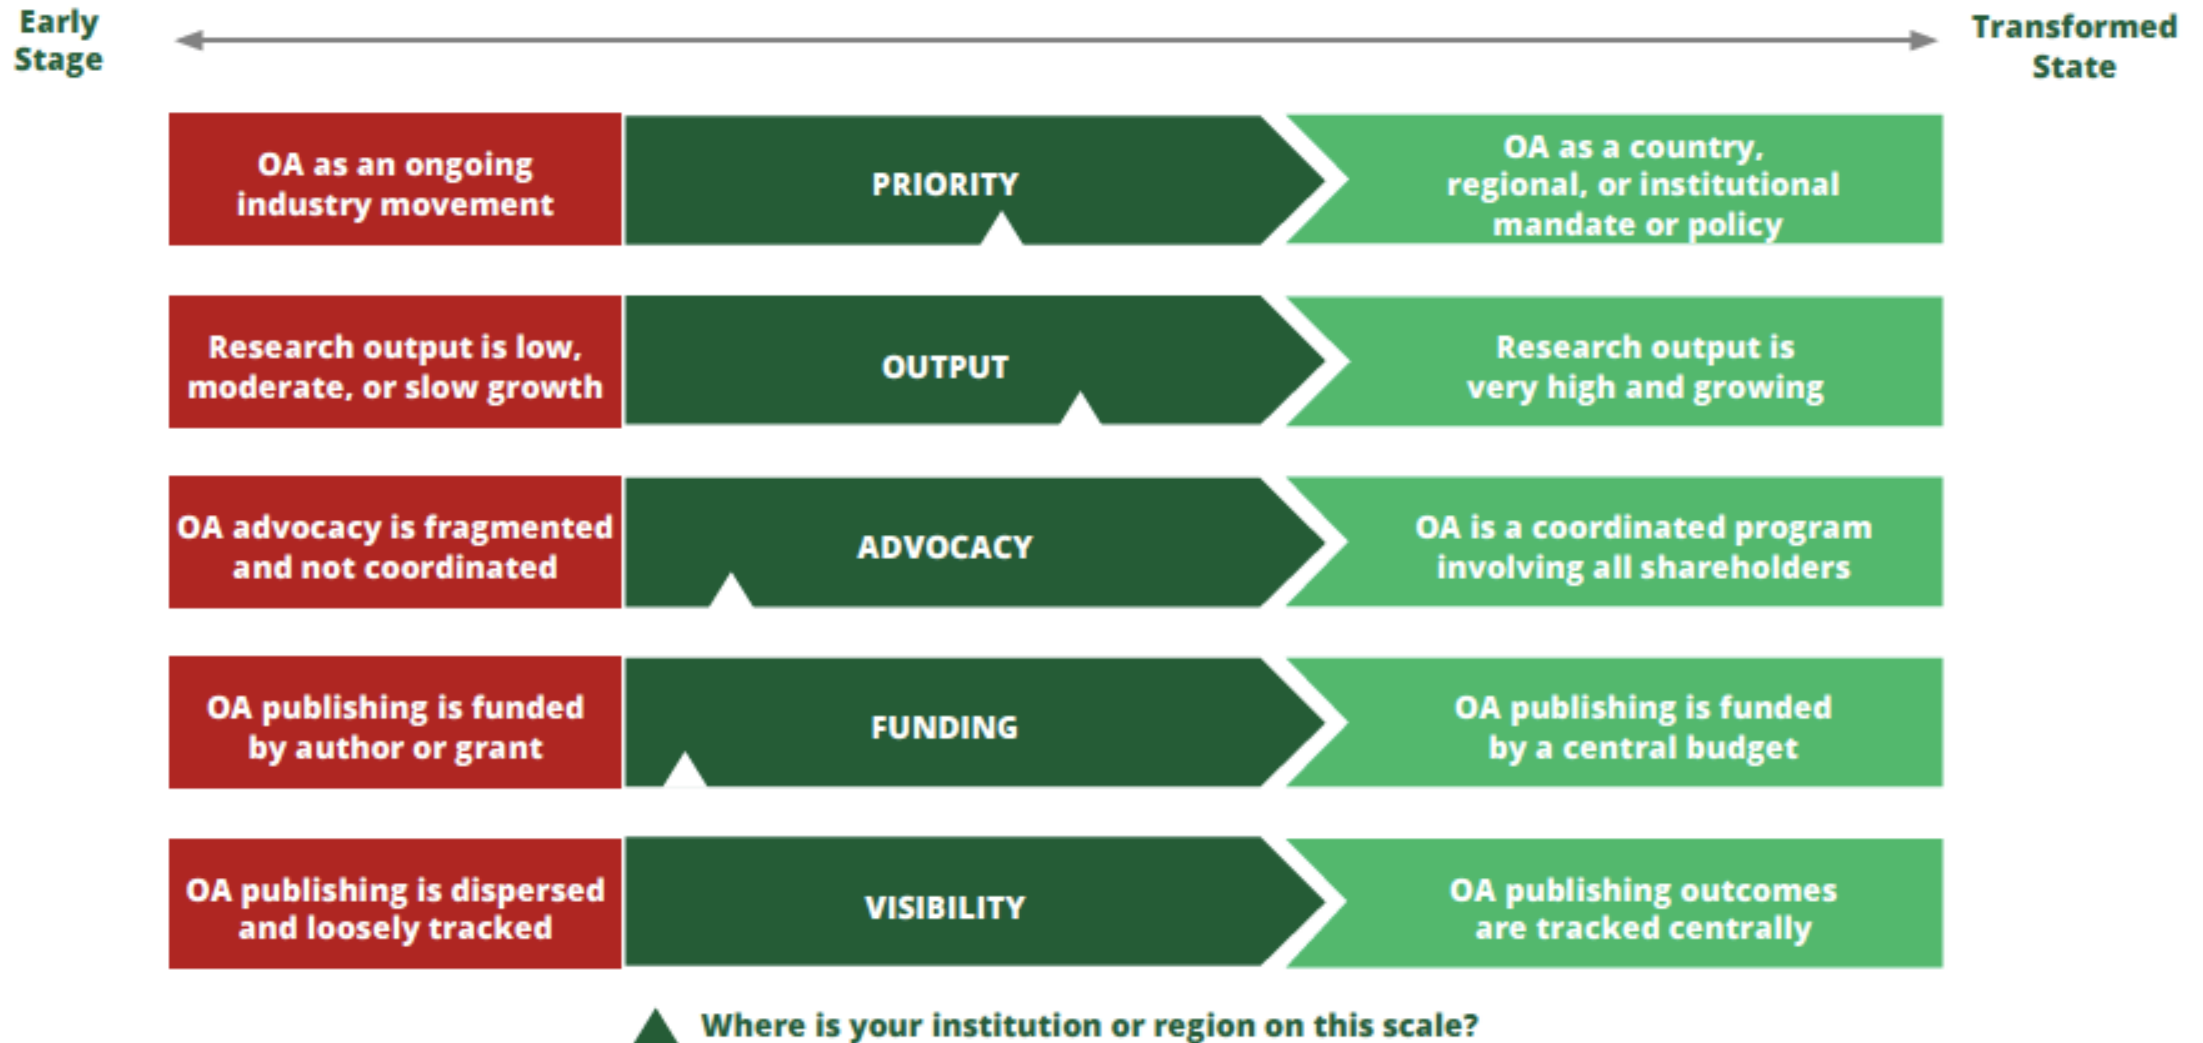 Early
Stage
Transformed
State
OA as an ongoing
industry movement
PRIORITY
OA as a country,
regional, or institutional
mandate or policy
Research output is low,
moderate, or slow growth
OUTPUT
Research output is
very high and growing
OA advocacy is fragmented
and not coordinated
ADVOCACY
OA is a coordinated program
involving all shareholders
OA publishing is funded
by author or grant
FUNDING
OA publishing is funded
by a central budget
OA publishing is dispersed
and loosely tracked
VISIBILITY
OA publishing outcomes
are tracked centrally
Where is your institution or region on this scale?